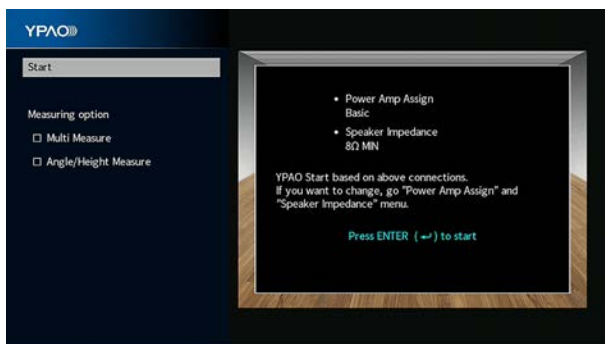 YPAO
Start
Measuring option
Multi Measure
Angle/Height Measure
• Power Amp Assign
Basic
• Speaker Impedance
8Ω MIN
YPAO Start based on above connections.
If you want to change, go "Power Amp Assign" and
"Speaker Impedance" menu.
Press ENTER (↵) to start